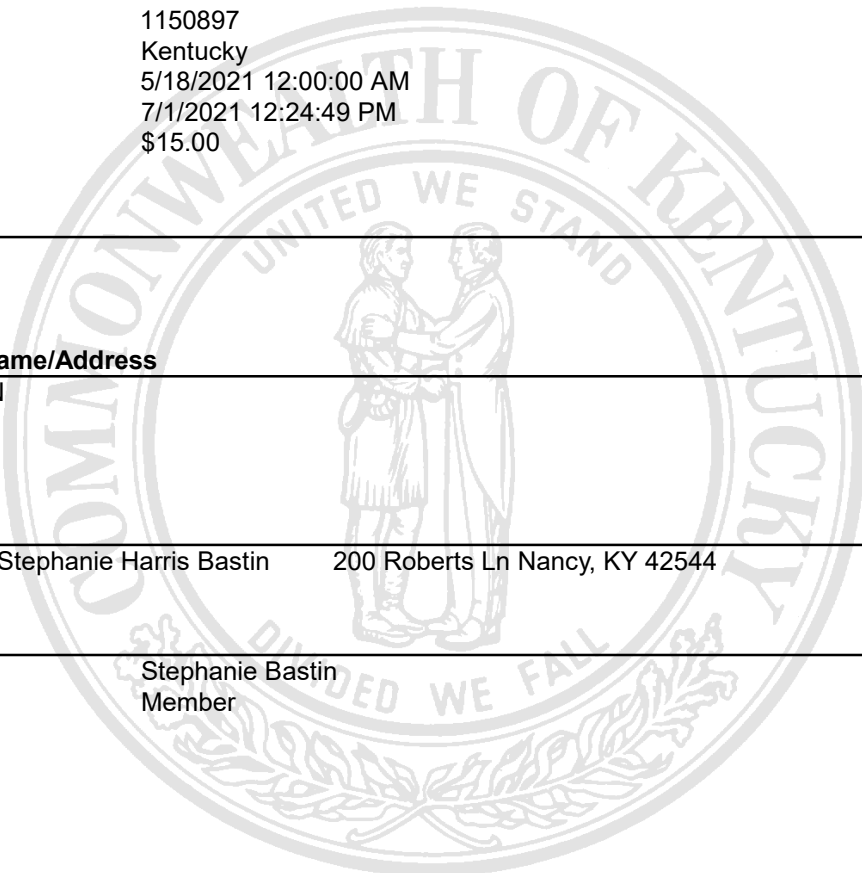 1150897
Kentucky
5/18/2021 12:00:00 AM
7/1/2021 12:24:49 PM
$15.00
COMMONWEALTH OF KENTUCKY
UNITED WE STAND
ame/Address
N
Stephanie Harris Bastin 200 Roberts Ln Nancy, KY 42544
DIVIDED WE FALL
Stephanie Bastin
Member